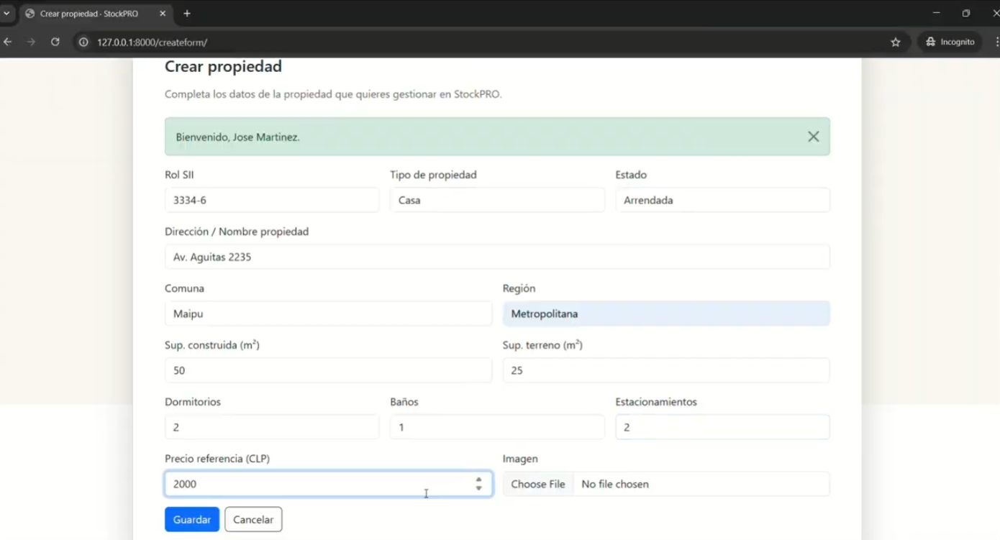 Crear propiedad - StockPRO
127.0.0.1:8000/createform/
Incognito
Crear propiedad
Completa los datos de la propiedad que quieres gestionar en StockPRO.
Bienvenido, Jose Martinez.
Rol SII Tipo de propiedad Estado
3334-6 Casa Arrendada
Dirección / Nombre propiedad
Av. Aguitas 2235
Comuna Región
Maipu Metropolitana
Sup. construida (m²) Sup. terreno (m²)
50 25
Dormitorios Baños Estacionamientos
2 1 2
Precio referencia (CLP) Imagen
2000 Choose File No file chosen
Guardar Cancelar